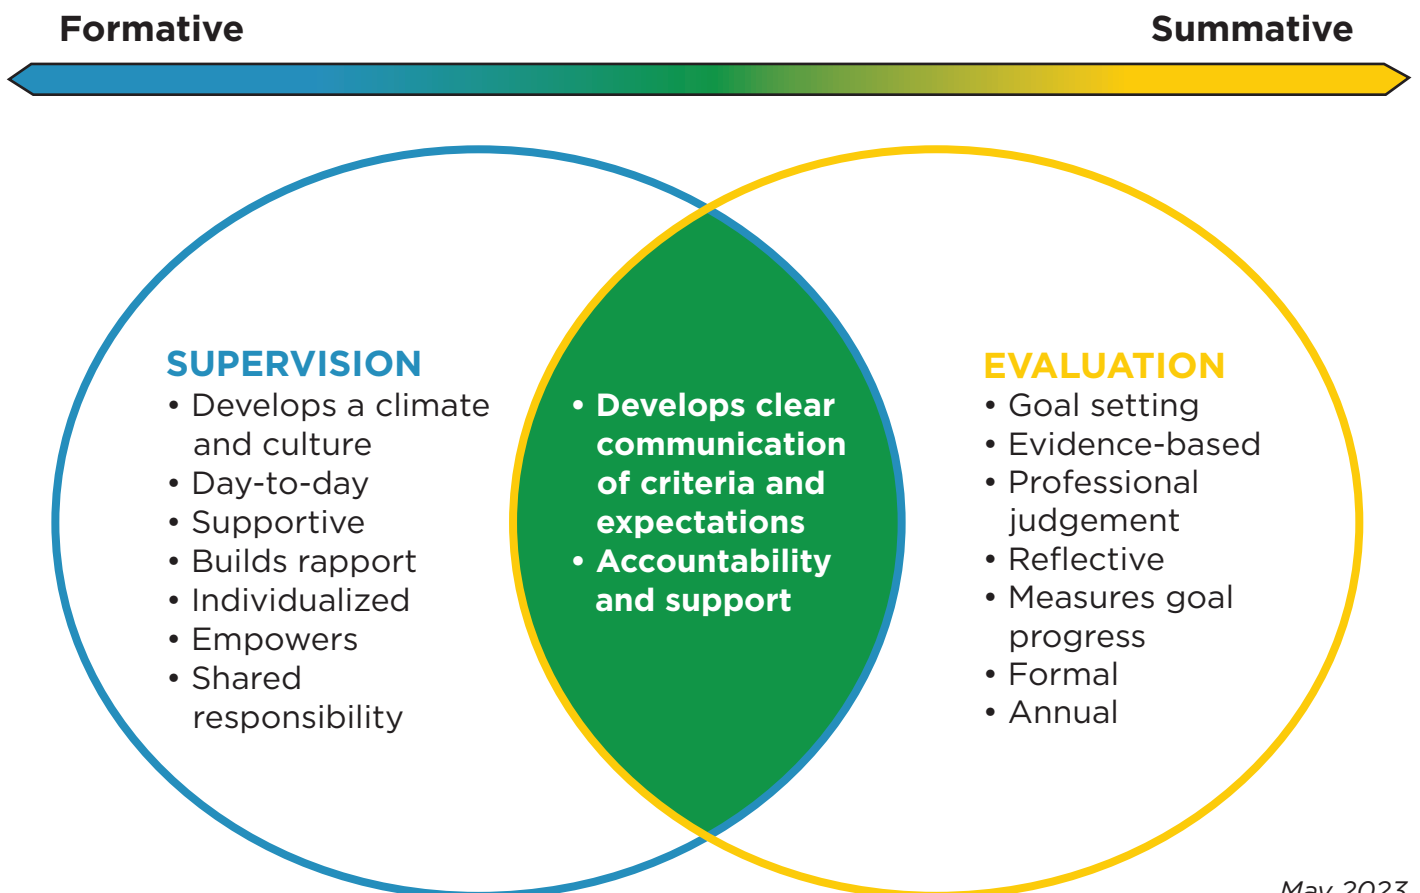 Formative
Summative
SUPERVISION
• Develops a climate
and culture
• Day-to-day
• Supportive
• Builds rapport
• Individualized
• Empowers
• Shared
responsibility
• Develops clear
communication
of criteria and
expectations
• Accountability
and support
EVALUATION
• Goal setting
• Evidence-based
• Professional
judgement
• Reflective
• Measures goal
progress
• Formal
• Annual
May 2023